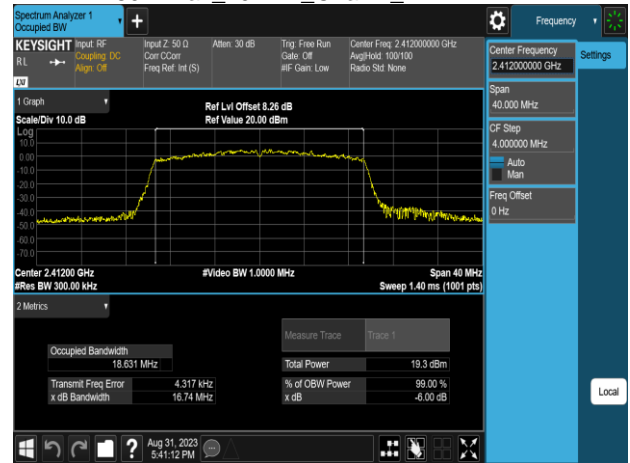 Spectrum Analyzer 1
Occupied BW
Frequency
KEYSIGHT
RL
LXI
Input: RF
Coupling: DC
Align: Off
Input Z: 50 Ω
Corr CCorr
Freq Ref: Int (S)
Atten: 30 dB
Trig: Free Run
Gate: Off
#IF Gain: Low
Center Freq: 2.412000000 GHz
Avg|Hold: 100/100
Radio Std: None
Center Frequency
2.412000000 GHz
Settings
Span
40.000 MHz
CF Step
4.000000 MHz
Auto
Man
Freq Offset
0 Hz
Local
1 Graph
Scale/Div 10.0 dB
Ref Lvl Offset 8.26 dB
Ref Value 20.00 dBm
Log
10.0
0.00
-10.0
-20.0
-30.0
-40.0
-50.0
-60.0
-70.0
Center 2.41200 GHz
#Video BW 1.0000 MHz
Span 40 MHz
#Res BW 300.00 kHz
Sweep 1.40 ms (1001 pts)
2 Metrics
Measure Trace
Trace 1
Occupied Bandwidth
18.631 MHz
Total Power
19.3 dBm
Transmit Freq Error
4.317 kHz
% of OBW Power
99.00 %
x dB Bandwidth
16.74 MHz
x dB
-6.00 dB
?
Aug 31, 2023
5:41:12 PM